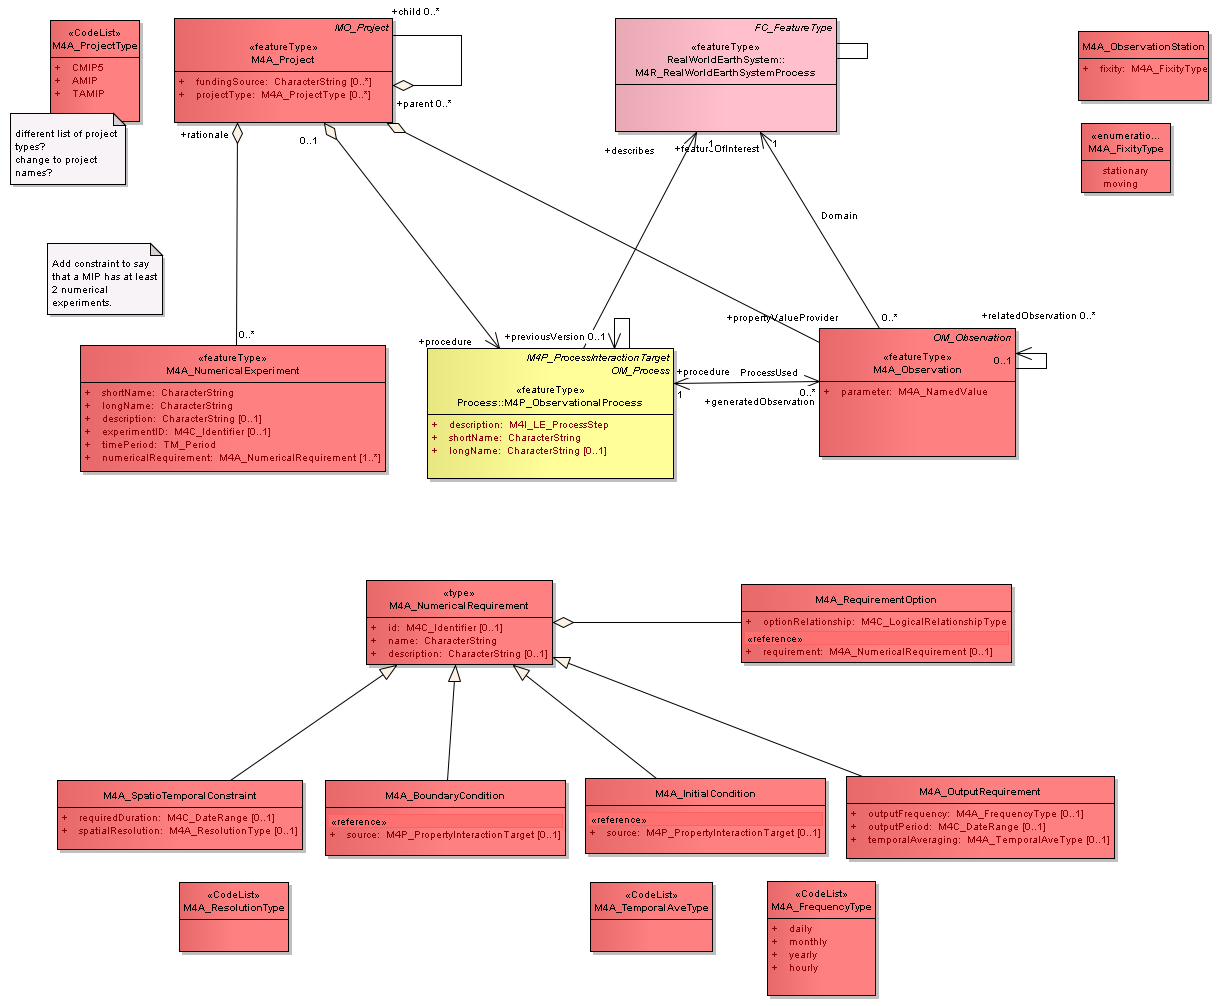 «CodeList»
M4A_ProjectType
+ CMIP5
+ AMIP
+ TAMIP
different list of project
types?
change to project
names?
IMO_Project
«featureType»
M4A_Project
+ fundingSource: CharacterString [0..*]
+ projectType: M4A_ProjectType [0..*]
+child 0..*
+parent 0..*
+rationale
0..1
FC_FeatureType
«featureType»
RealWorldEarthSystem::
M4R_RealWorldEarthSystemProcess
+describes
1
+featureOfInterest
1
Domain
M4A_ObservationStation
+ fixity: M4A_FixityType
«enumeratio...
M4A_FixityType
stationary
moving
Add constraint to say
that a MIP has at least
2 numerical
experiments.
0..*
«featureType»
M4A_NumericalExperiment
+ shortName: CharacterString
+ longName: CharacterString
+ description: CharacterString [0..1]
+ experimentID: M4C_Identifier [0..1]
+ timePeriod: TM_Period
+ numericalRequirement: M4A_NumericalRequirement [1..*]
+procedure
+previousVersion 0..1
M4P_ProcessInteractionTarget
OM_Process
«featureType»
Process::M4P_ObservationalProcess
+ description: M4I_LE_ProcessStep
+ shortName: CharacterString
+ longName: CharacterString [0..1]
+procedure
1
ProcessUsed
0..*
+generatedObservation
+propertyValueProvider
0..*
+relatedObservation 0..*
OM_Observation
«featureType»
M4A_Observation
0..1
+ parameter: M4A_NamedValue
«type»
M4A_NumericalRequirement
+ id: M4C_Identifier [0..1]
+ name: CharacterString
+ description: CharacterString [0..1]
M4A_RequirementOption
+ optionRelationship: M4C_LogicalRelationshipType
«reference»
+ requirement: M4A_NumericalRequirement [0..1]
M4A_SpatioTemporalConstraint
+ requiredDuration: M4C_DateRange [0..1]
+ spatialResolution: M4A_ResolutionType [0..1]
M4A_BoundaryCondition
«reference»
+ source: M4P_PropertyInteractionTarget [0..1]
M4A_InitialCondition
«reference»
+ source: M4P_PropertyInteractionTarget [0..1]
M4A_OutputRequirement
+ outputFrequency: M4A_FrequencyType [0..1]
+ outputPeriod: M4C_DateRange [0..1]
+ temporalAveraging: M4A_TemporalAveType [0..1]
«CodeList»
M4A_ResolutionType
«CodeList»
M4A_TemporalAveType
«CodeList»
M4A_FrequencyType
+ daily
+ monthly
+ yearly
+ hourly